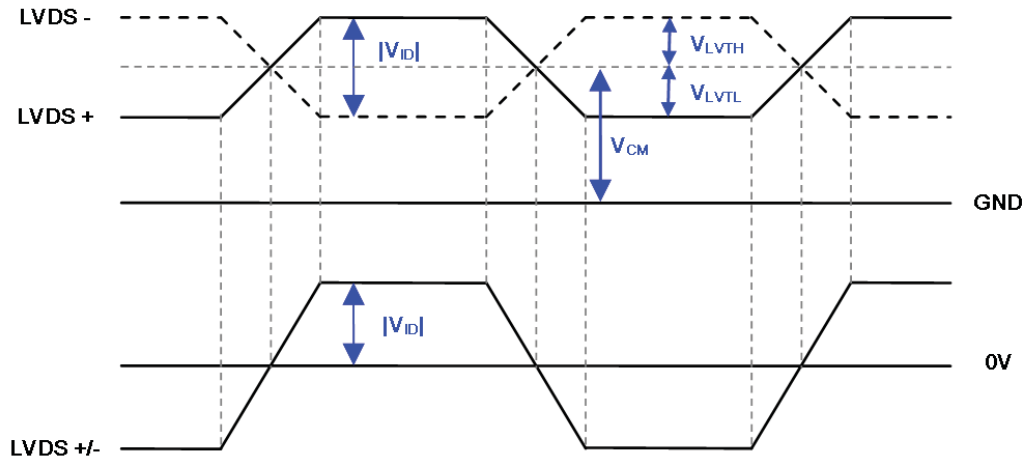 LVDS -
|VID|
VLVTH
VLVTL
LVDS +
VCM
GND
|VID|
0V
LVDS +/-